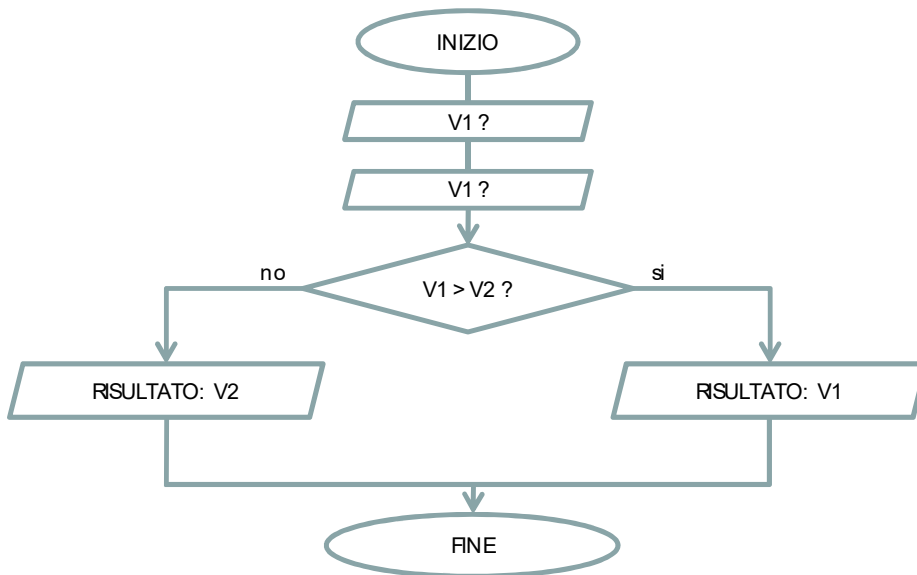 INIZIO
V1 ?
V1 ?
no
V1 > V2 ?
si
RISULTATO: V2
RISULTATO: V1
FINE